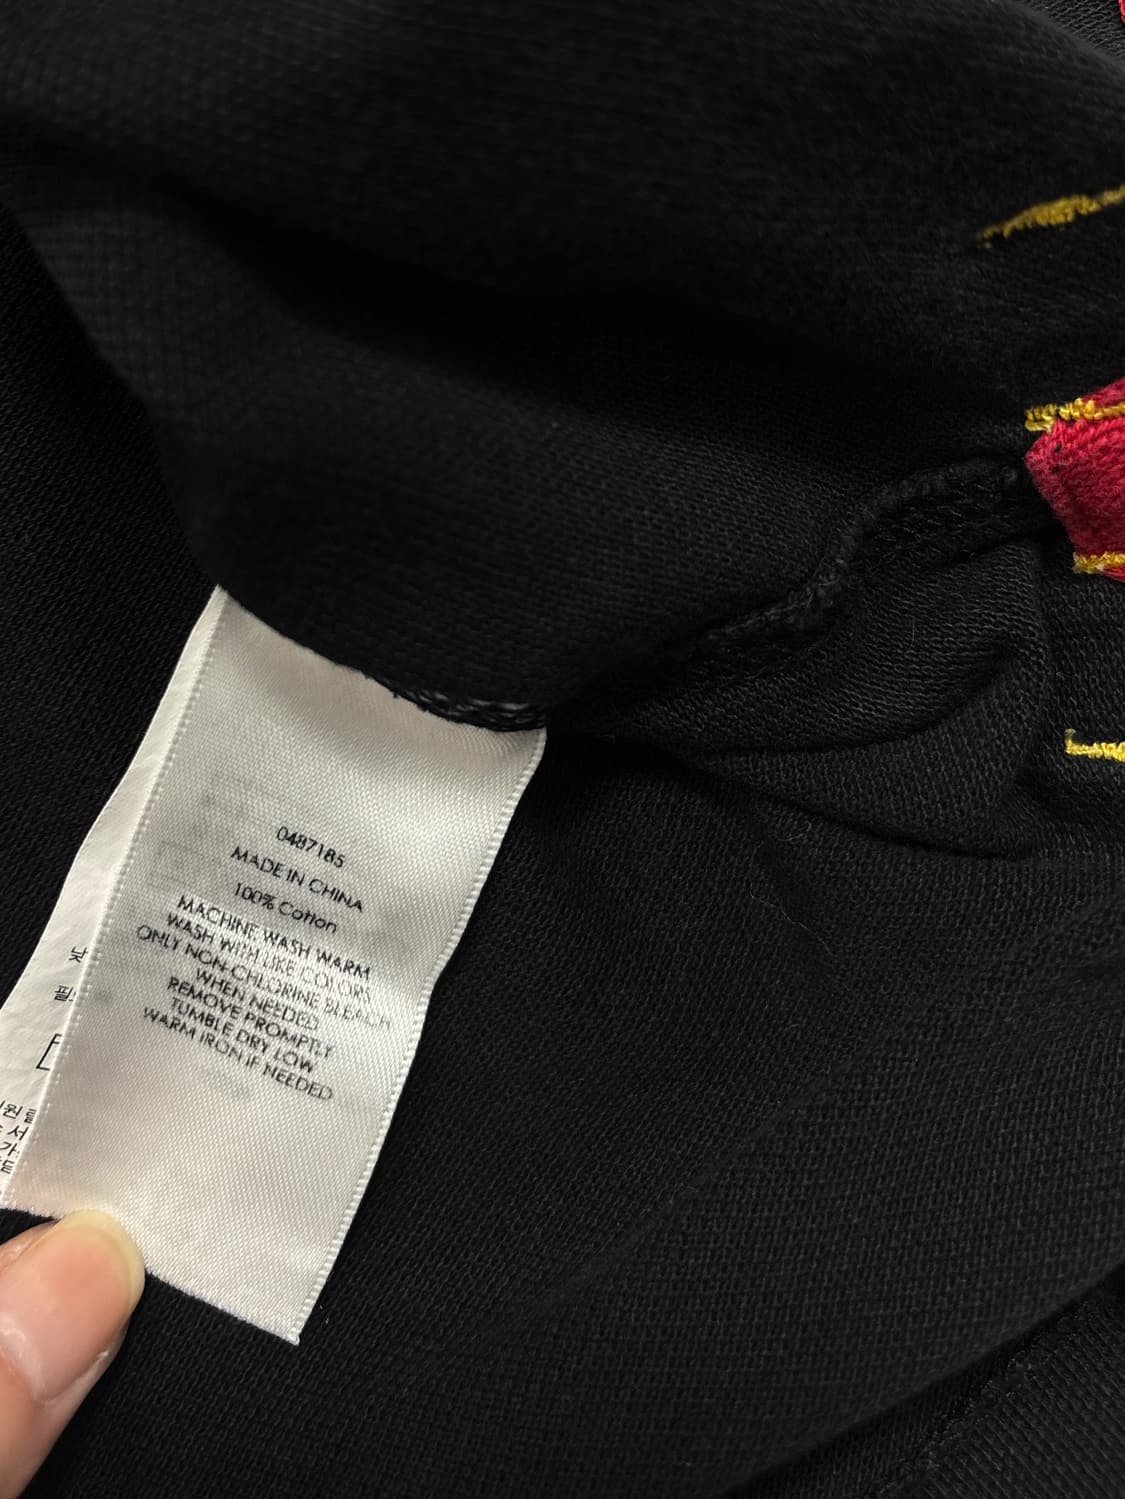 0487185
MADE IN CHINA
100% Cotton
MACHINE WASH WARM
WASH WITH LIKE COLORS
ONLY NON-CHLORINE BLEACH
WHEN NEEDED
REMOVE PROMPTLY
TUMBLE DRY LOW
WARM IRON IF NEEDED